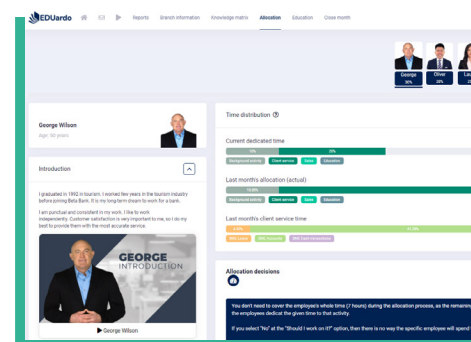 EDUardo
Reports
Branch information
Knowledge matrix
Allocation
Education
Close month
George
30%
Oliver
20%
George Wilson
age: 50 years
Introduction
I graduated in 1992 in tourism. I worked few years in the tourism industry
before joining Beta Bank. It is my long-term dream to work for a bank.
I am punctual and consistent in my work. I like to work
independently. Customer satisfaction is very important to me, so I do my
best to provide them with the most accurate service.
GEORGE
INTRODUCTION
George Wilson
Time distribution
Current dedicated time
Background activity
Client service
Sales
Education
Last month's allocation (actual)
Background activity
Client service
Sales
Education
Last month's client service time
Allocation decisions
You don't need to cover the employee's whole time (7 hours) during the allocation process, as the remaining
the employees dedicat the given time to that activity.
If you select "No" at the "Should I work on it?" option, then there is no way the specific employee will spend